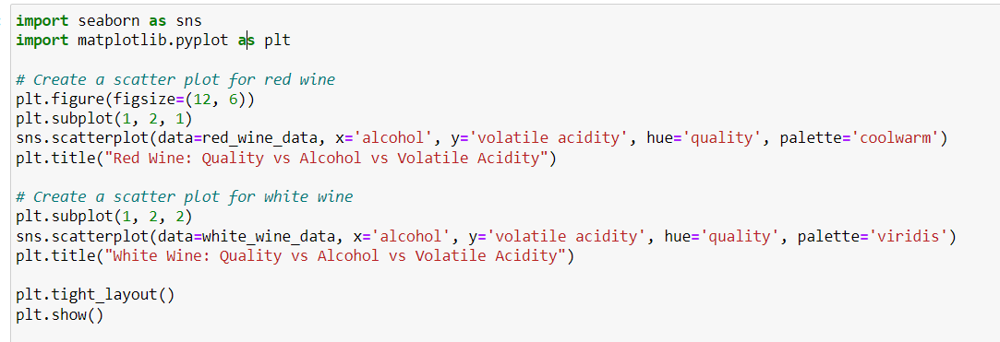 import seaborn as sns
import matplotlib.pyplot as plt
# Create a scatter plot for red wine
plt.figure(figsize=(12, 6))
plt.subplot(1, 2, 1)
sns.scatterplot(data=red_wine_data, x='alcohol', y='volatile acidity', hue='quality', palette='coolwarm')
plt.title("Red Wine: Quality vs Alcohol vs Volatile Acidity")
# Create a scatter plot for white wine
plt.subplot(1, 2, 2)
sns.scatterplot(data=white_wine_data, x='alcohol', y='volatile acidity', hue='quality', palette='viridis')
plt.title("White Wine: Quality vs Alcohol vs Volatile Acidity")
plt.tight_layout()
plt.show()